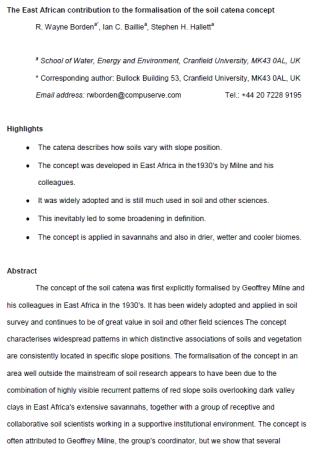 The East African contribution to the formalisation of the soil catena concept
R. Wayne Borden a*, Ian C. Baillie a, Stephen H. Hallett a
a School of Water, Energy and Environment, Cranfield University, MK43 0AL, UK
* Corresponding author: Bullock Building 53, Cranfield University, MK43 0AL, UK
Email address: rwborden@compuserve.com Tel.: +44 20 7228 9195
Highlights
• The catena describes how soils vary with slope position.
• The concept was developed in East Africa in the1930's by Milne and his
colleagues.
• It was widely adopted and is still much used in soil and other sciences.
• This inevitably led to some broadening in definition.
• The concept is applied in savannahs and also in drier, wetter and cooler biomes.
Abstract
The concept of the soil catena was first explicitly formalised by Geoffrey Milne and
his colleagues in East Africa in the 1930's. It has been widely adopted and applied in soil
survey and continues to be of great value in soil and other field sciences The concept
characterises widespread patterns in which distinctive associations of soils and vegetation
are consistently located in specific slope positions. The formalisation of the concept in an
area well outside the mainstream of soil research appears to have been due to the
combination of highly visible recurrent patterns of red slope soils overlooking dark valley
clays in East Africa's extensive savannahs, together with a group of receptive and
collaborative soil scientists working in a supportive institutional environment. The concept is
often attributed to Geoffrey Milne, the group's coordinator, but we show that several